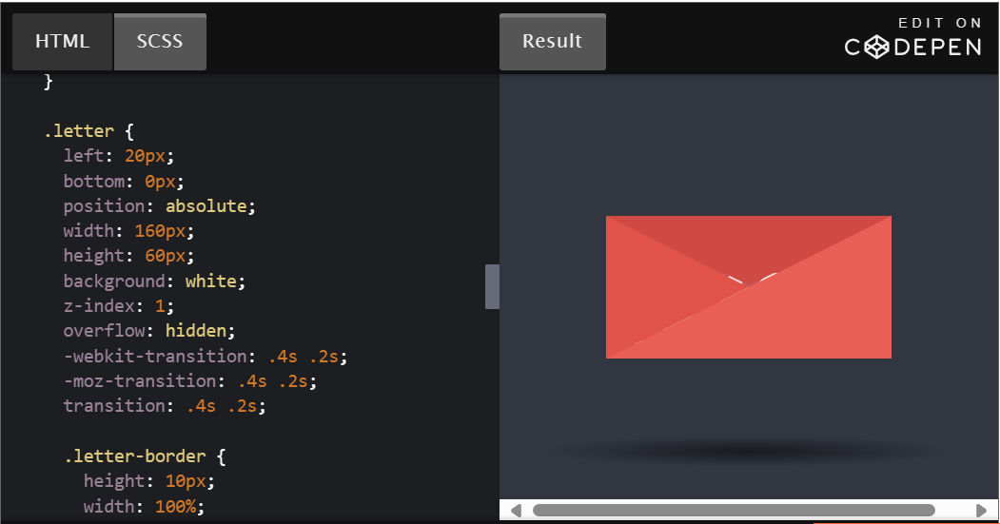 HTML
SCSS
Result
EDIT ON
CODEPEN
}
.letter {
left: 20px;
bottom: 0px;
position: absolute;
width: 160px;
height: 60px;
background: white;
z-index: 1;
overflow: hidden;
-webkit-transition: .4s .2s;
-moz-transition: .4s .2s;
transition: .4s .2s;
.letter-border {
height: 10px;
width: 100%;